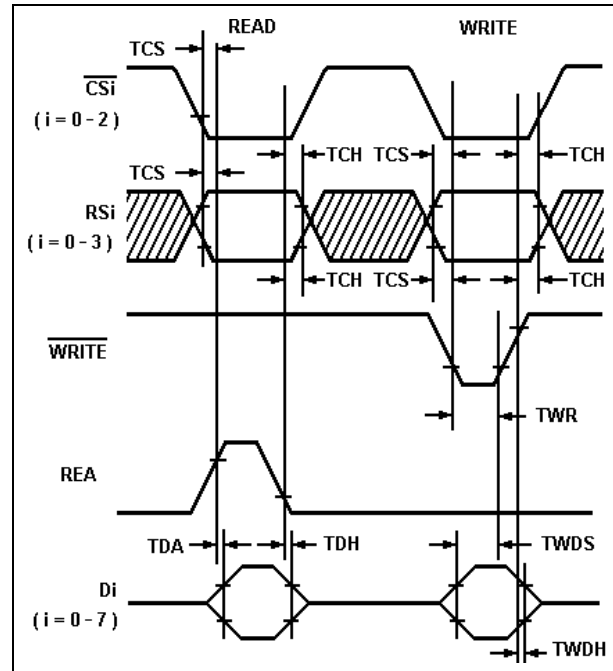 READ WRITE
TCS
CSi
( i = 0 - 2 )
TCS TCH TCS TCH
RSi
( i = 0 - 3 )
TCH TCS TCH
WRITE
TWR
REA
TDA TDH TWDS
Di
( i = 0 - 7 )
TWDH